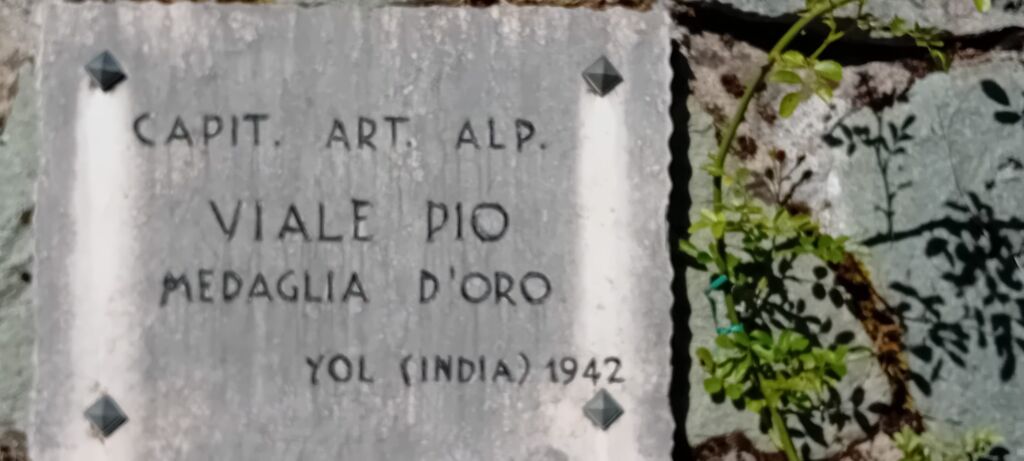 CAPIT. ART. ALP.
VIALE PIO
MEDAGLIA D'ORO
YOL (INDIA) 1942